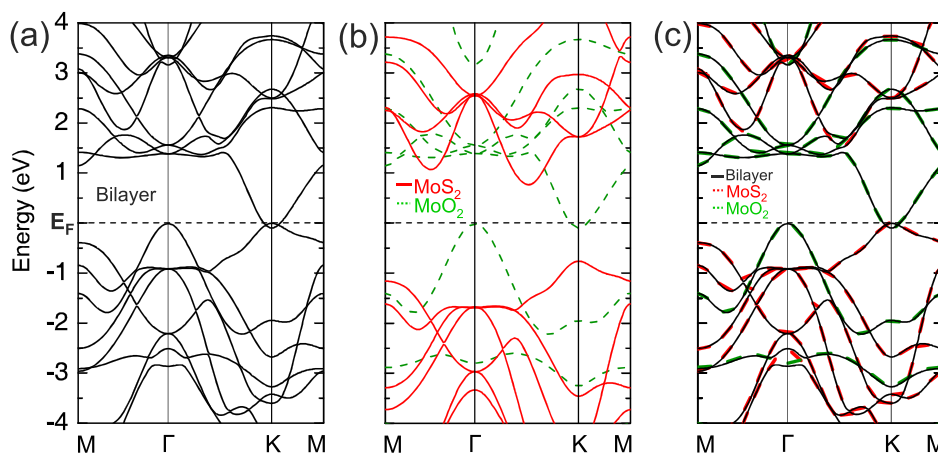 (a)
(b)
(c)
Energy (eV)
4
3
2
1
E_F
-1
-2
-3
-4
Bilayer
MoS₂
MoO₂
Bilayer
MoS₂
MoO₂
M Γ K M
M Γ K M
M Γ K M